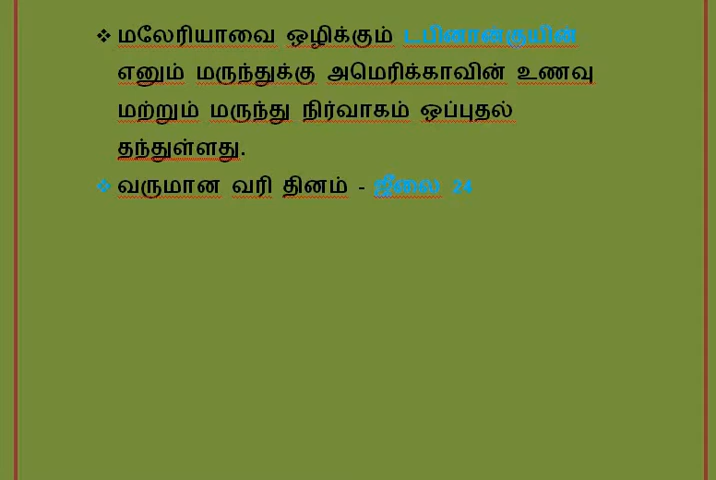 ❖ மலேரியாவை ஒழிக்கும் டபினான்குயின
எனும் மருந்துக்கு அமெரிக்காவின் உணவு
மற்றும் மருந்து நிர்வாகம் ஒப்புதல்
தந்துள்ளது.
❖ வருமான வரி தினம் - ஜீலை 24